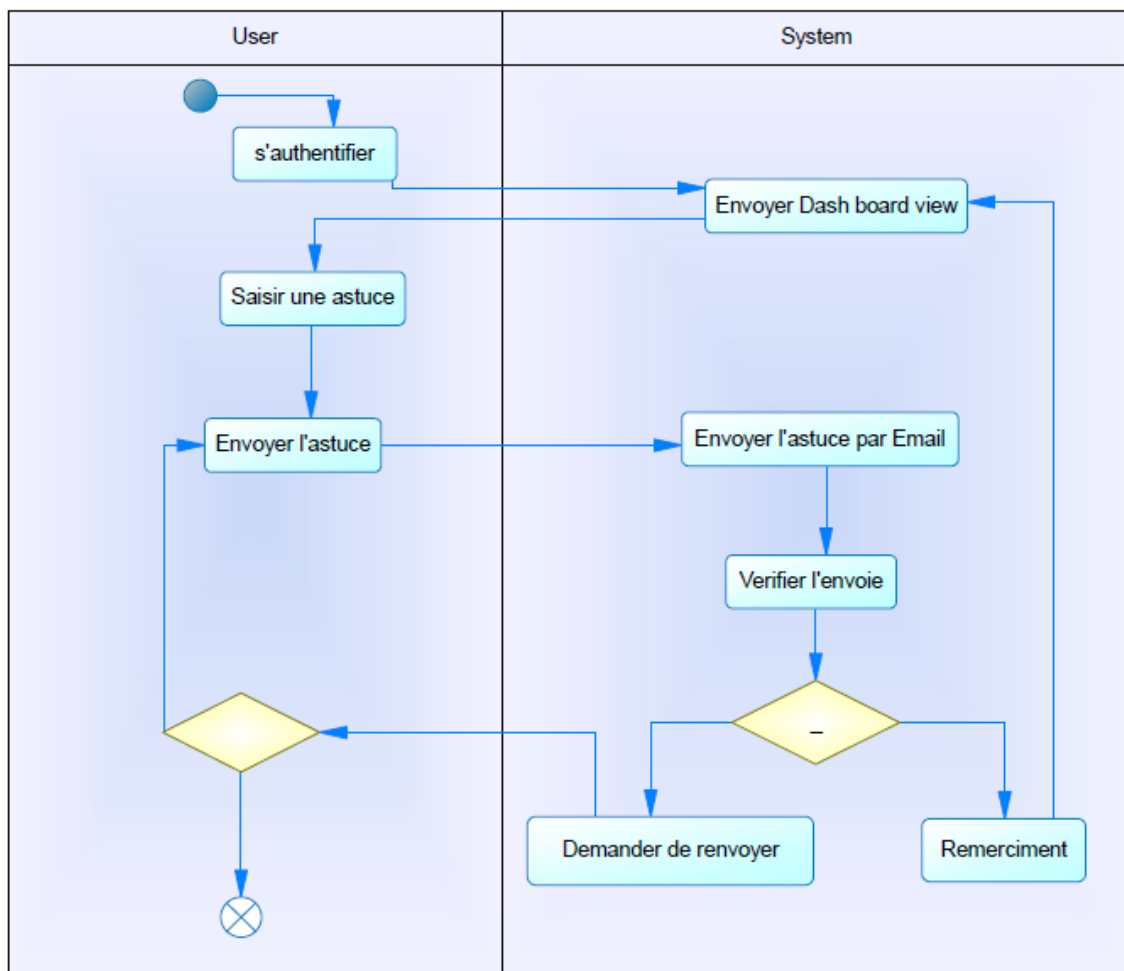 User
System
s'authentifier
Envoyer Dash board view
Saisir une astuce
Envoyer l'astuce
Envoyer l'astuce par Email
Verifier l'envoie
_
Demander de renvoyer
Remerciment